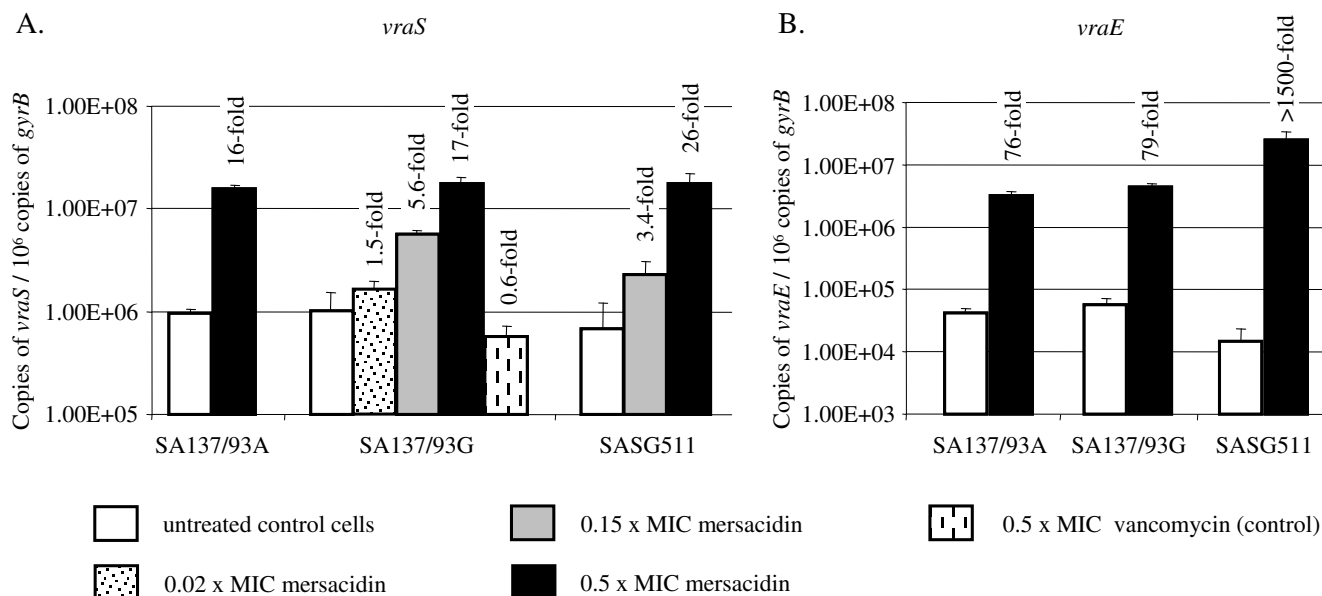 A.
vraS
Copies of vraS / 10⁶ copies of gyrB
1.00E+08
1.00E+07
1.00E+06
1.00E+05
16-fold
1.5-fold
5.6-fold
17-fold
0.6-fold
3.4-fold
26-fold
SA137/93A
SA137/93G
SASG511
B.
vraE
Copies of vraE / 10⁶ copies of gyrB
1.00E+08
1.00E+07
1.00E+06
1.00E+05
1.00E+04
1.00E+03
76-fold
79-fold
>1500-fold
SA137/93A
SA137/93G
SASG511
untreated control cells
0.15 x MIC mersacidin
0.5 x MIC vancomycin (control)
0.02 x MIC mersacidin
0.5 x MIC mersacidin